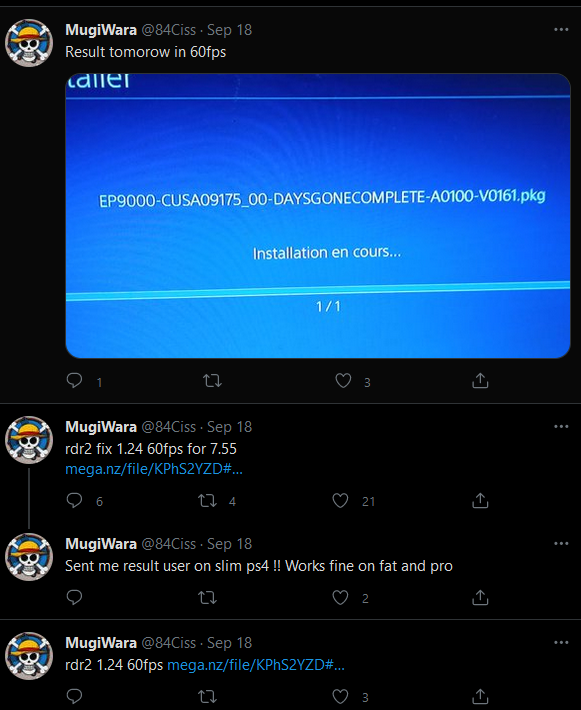 MugiWara @84Ciss · Sep 18
Result tomorow in 60fps
taller
EP9000-CUSA09175_00-DAYSGONECOMPLETE-A0100-V0161.pkg
Installation en cours...
1 / 1
1 3
MugiWara @84Ciss · Sep 18
rdr2 fix 1.24 60fps for 7.55
mega.nz/file/KPhS2YZD#...
6 4 21
MugiWara @84Ciss · Sep 18
Sent me result user on slim ps4 !! Works fine on fat and pro
2
MugiWara @84Ciss · Sep 18
rdr2 1.24 60fps mega.nz/file/KPhS2YZD#...
3